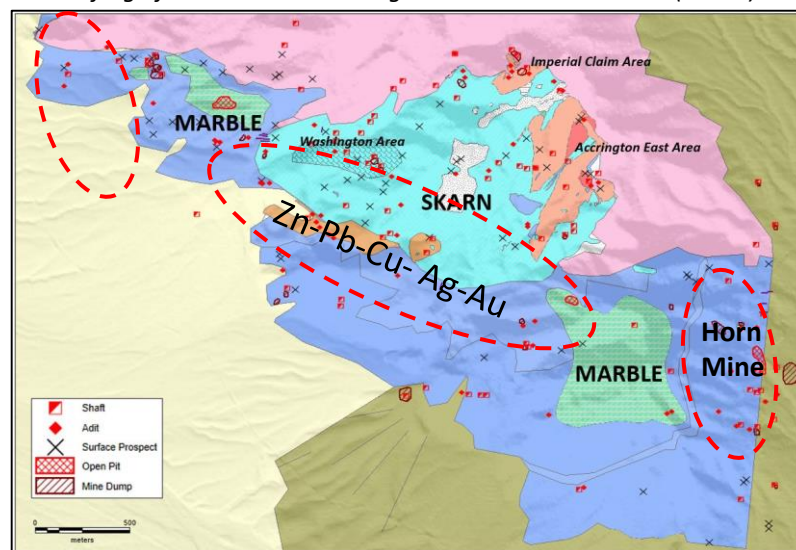 Imperial Claim Area
MARBLE
Washington Area
Accrington East Area
SKARN
Zn-Pb-Cu- Ag-Au
Horn
Mine
MARBLE
Shaft
Adit
Surface Prospect
Open Pit
Mine Dump
0 500
meters